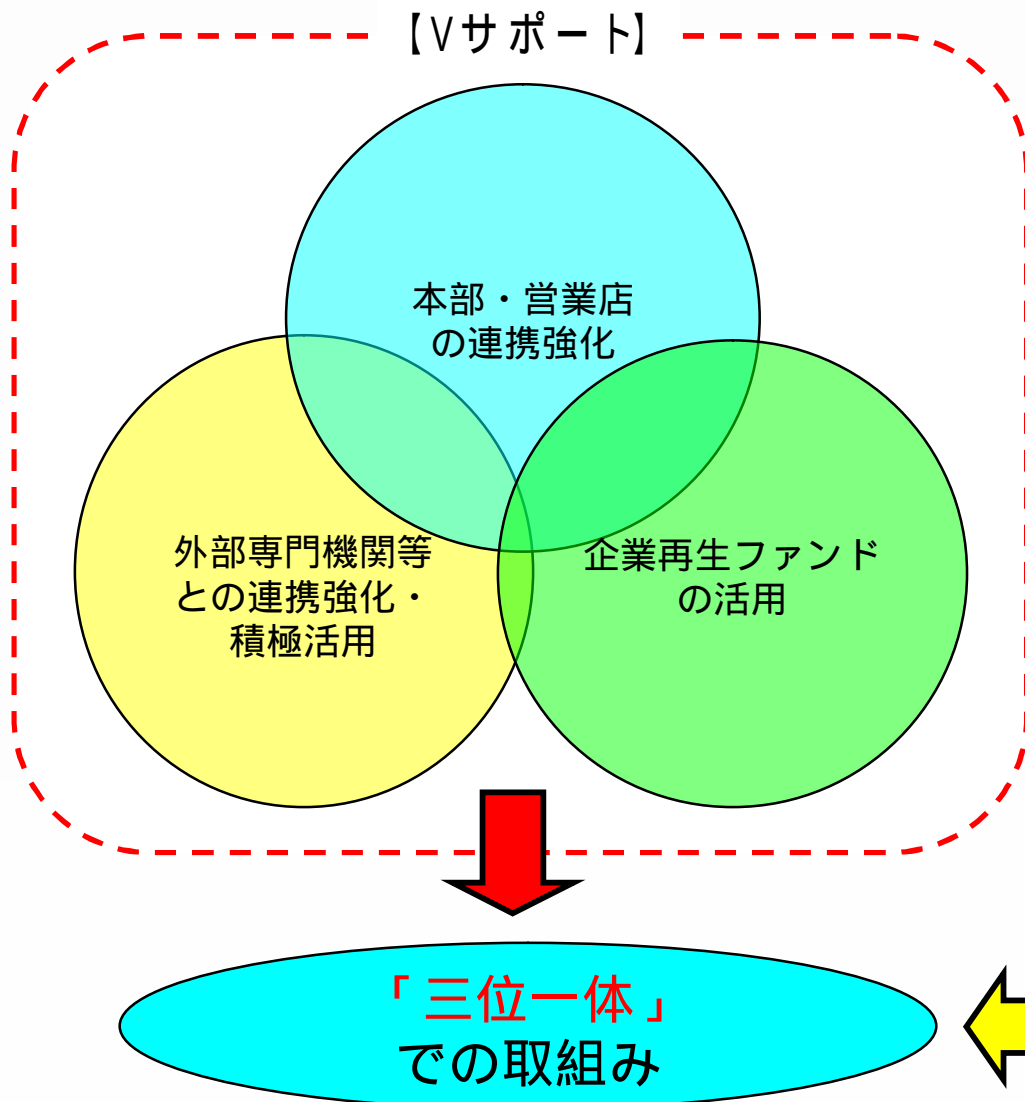 【Vサポート】
本部・営業店
の連携強化
外部専門機関等
との連携強化・
積極活用
企業再生ファンド
の活用
「三位一体」
での取組み